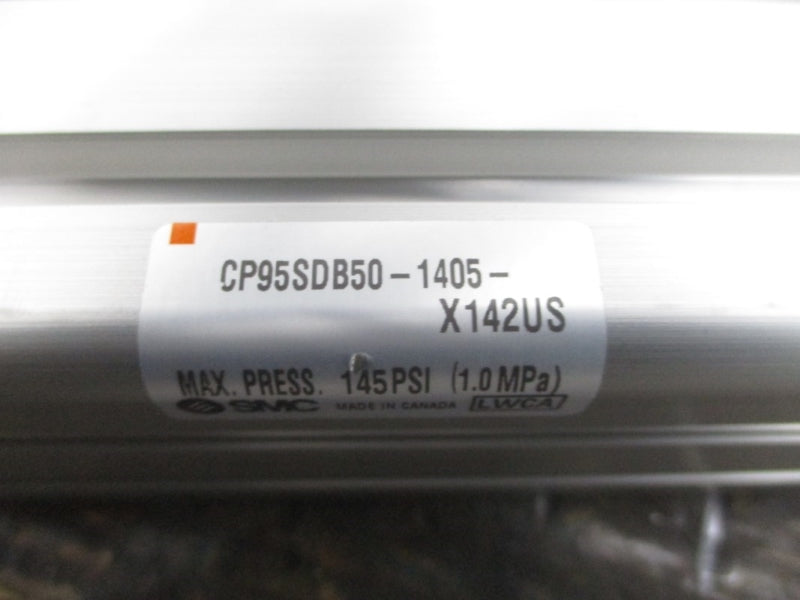 CP95SDB50-1405-
X142US
MAX. PRESS. 145PSI (1.0MPa)
SMC MADE IN CANADA LWCA